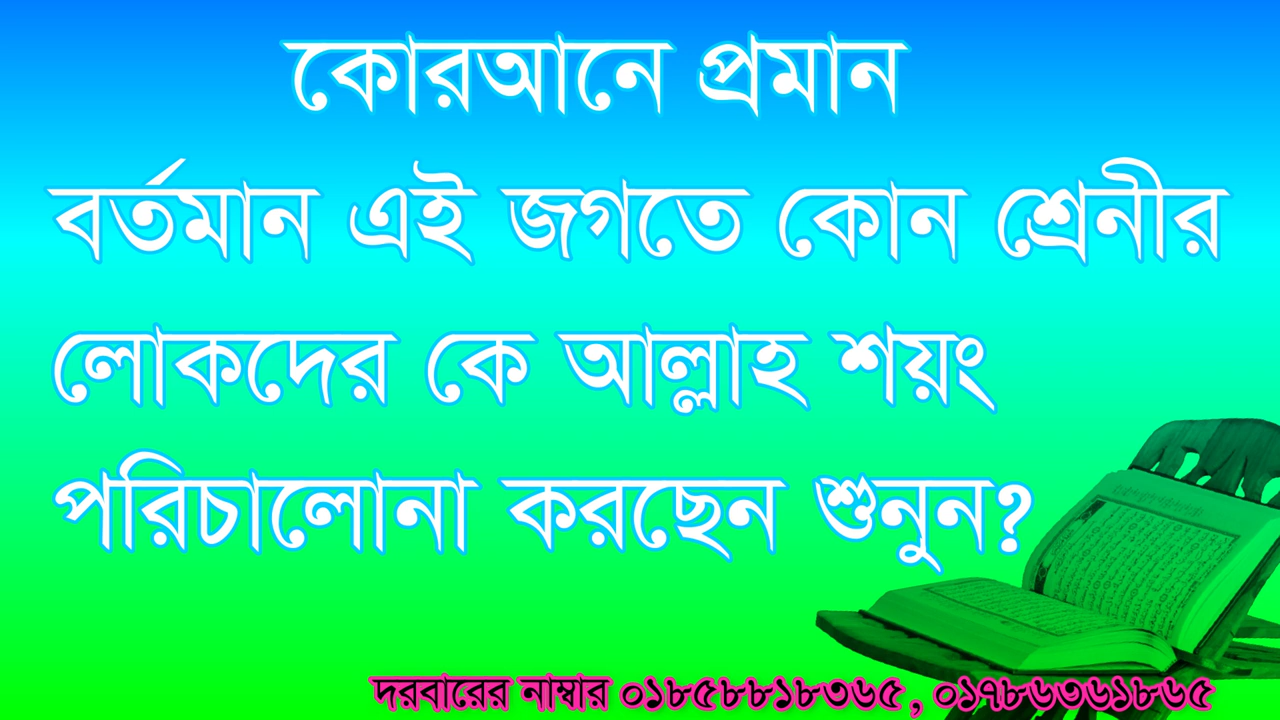 কোরআনে প্রমান
বর্তমান এই জগতে কোন শ্রেনীর
লোকদের কে আল্লাহ শয়ং
পরিচালোনা করছেন শুনুন?
দরবারের নাম্বার ০১৮৫৮৮১৮৩৬৫, ০১৭৮৬৩৬১৮৬৫